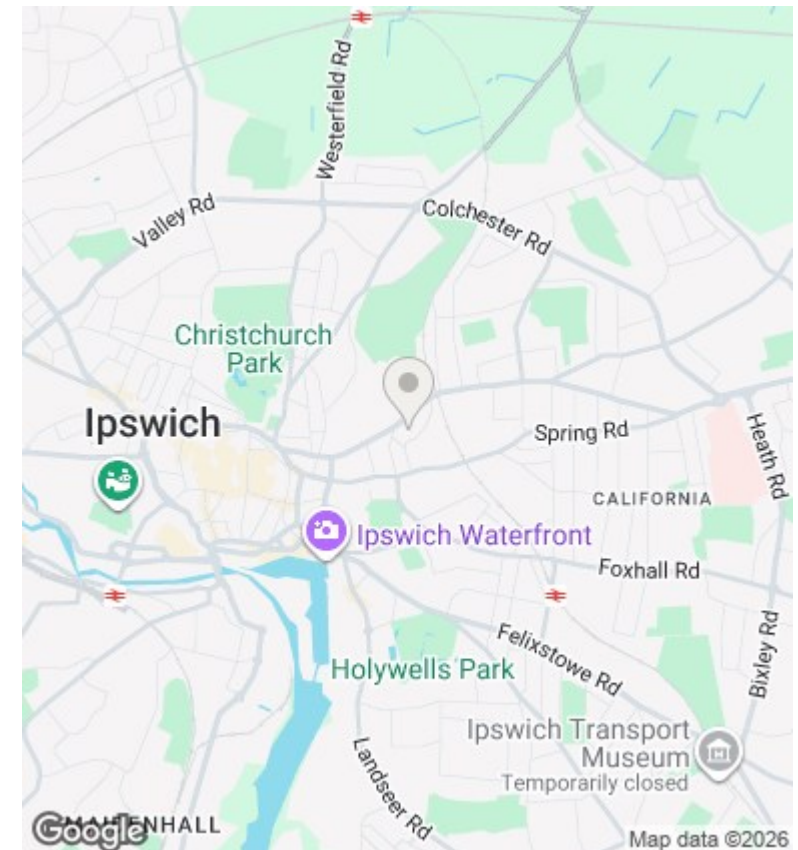 Westerfield Rd
Valley Rd
Colchester Rd
Christchurch
Park
Ipswich
Spring Rd
Heath Rd
CALIFORNIA
Ipswich Waterfront
Foxhall Rd
Felixstowe Rd
Bixley Rd
Holywells Park
Ipswich Transport
Museum
Temporarily closed
Landseer Rd
Google
Map data ©2026